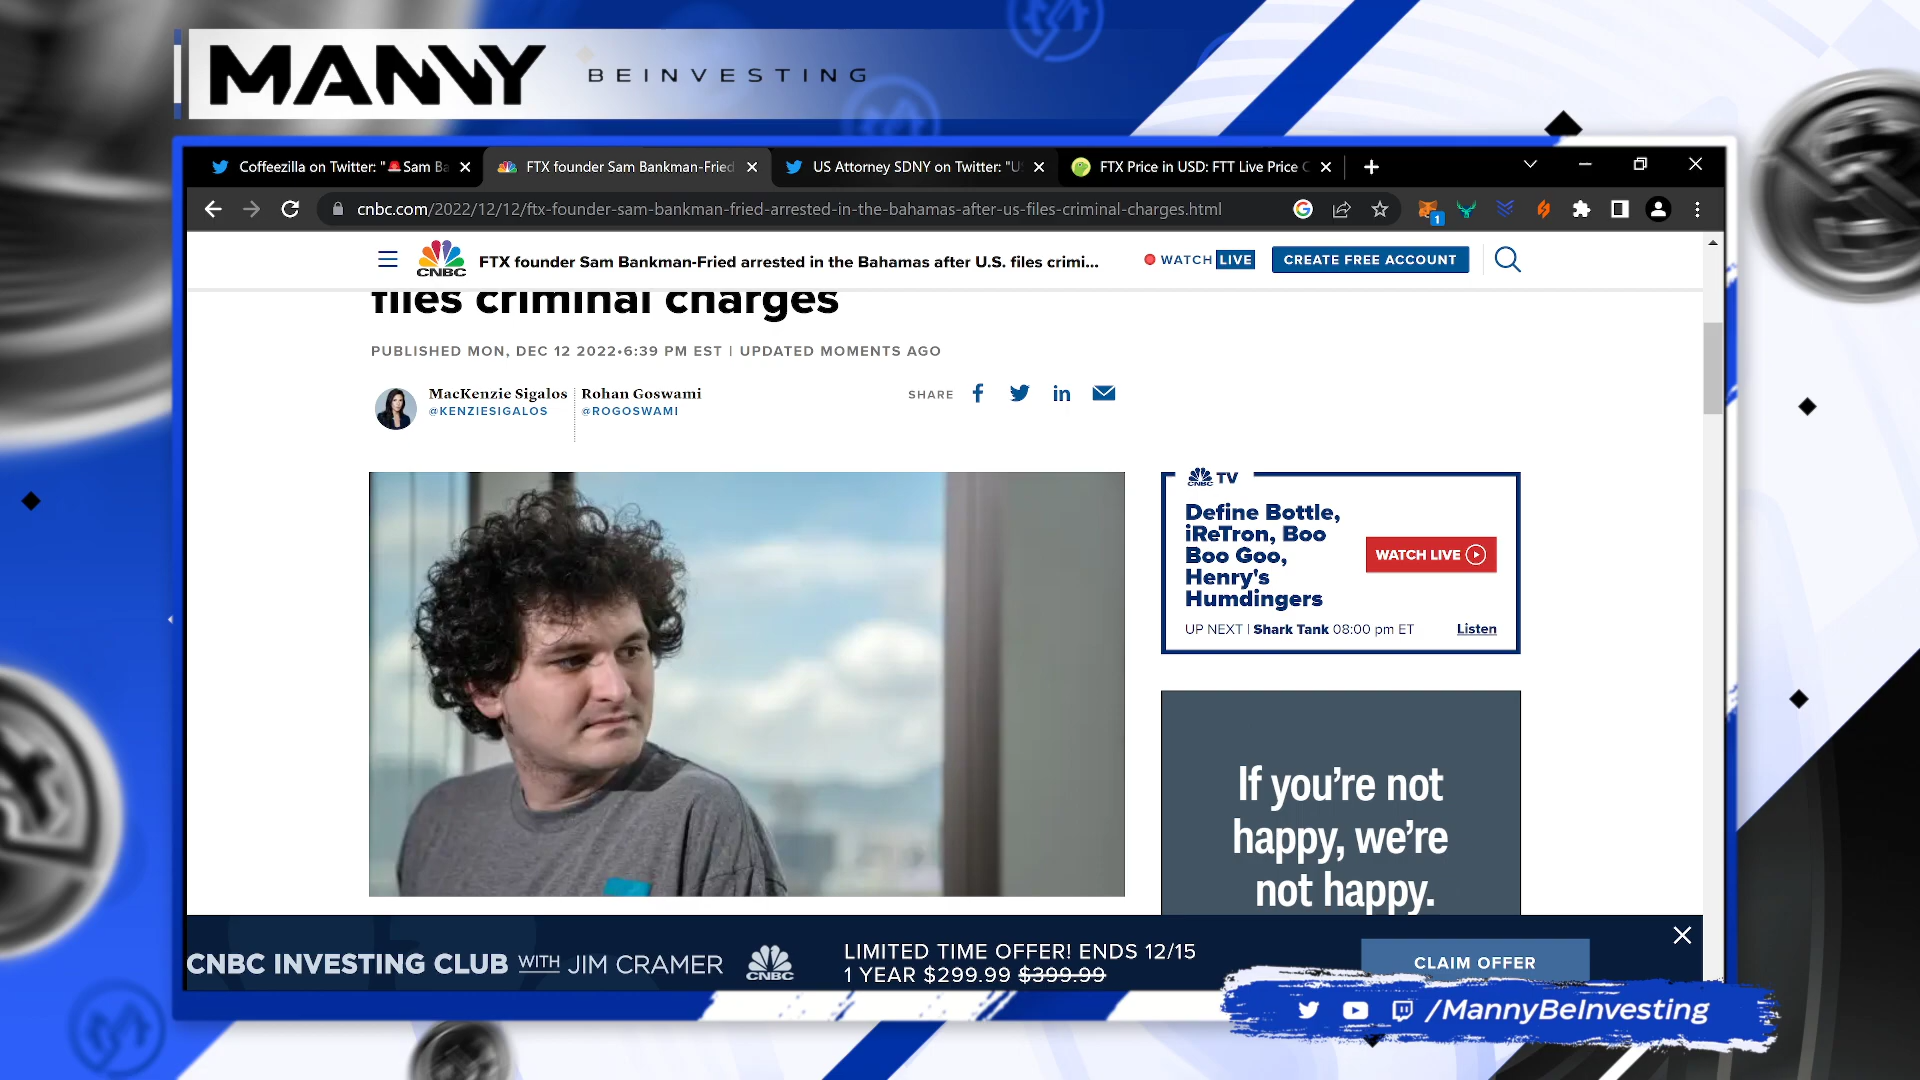 MANNY
BEINVESTING
Coffeezilla on Twitter: "🚨Sam Ba
FTX founder Sam Bankman-Fried
US Attorney SDNY on Twitter: "U
FTX Price in USD: FTT Live Price C
cnbc.com/2022/12/12/ftx-founder-sam-bankman-fried-arrested-in-the-bahamas-after-us-files-criminal-charges.html
1
CNBC
FTX founder Sam Bankman-Fried arrested in the Bahamas after U.S. files crimi...
WATCH LIVE
CREATE FREE ACCOUNT
files criminal charges
PUBLISHED MON, DEC 12 2022•6:39 PM EST | UPDATED MOMENTS AGO
MacKenzie Sigalos
@KENZIESIGALOS
Rohan Goswami
@ROGOSWAMI
SHARE
CNBC TV
Define Bottle,
iReTron, Boo
Boo Goo,
Henry's
Humdingers
WATCH LIVE
UP NEXT | Shark Tank 08:00 pm ET
Listen
If you're not
happy, we're
not happy.
CNBC INVESTING CLUB WITH JIM CRAMER
CNBC
LIMITED TIME OFFER! ENDS 12/15
1 YEAR $299.99 $399.99
CLAIM OFFER
/MannyBeInvesting